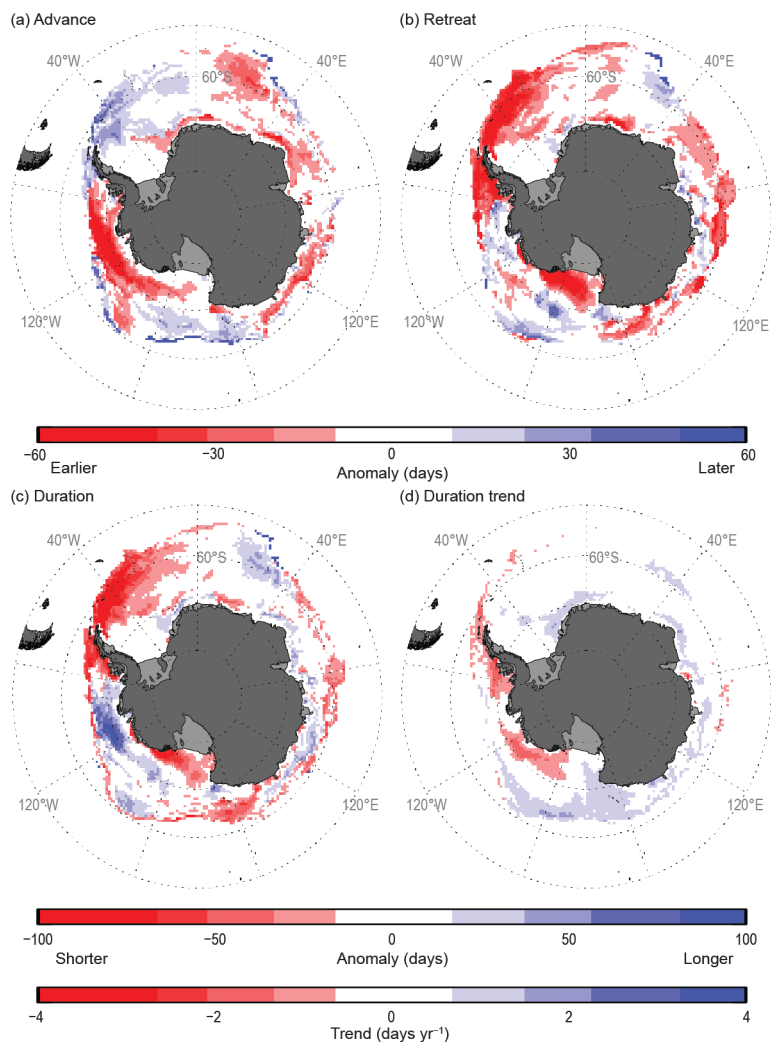 (a) Advance
(b) Retreat
40°W
60°S
40°E
40°W
60°S
40°E
120°W
120°E
120°W
120°E
−60
−30
0
30
60
Earlier
Anomaly (days)
Later
(c) Duration
(d) Duration trend
40°W
60°S
40°E
40°W
60°S
40°E
120°W
120°E
120°W
120°E
−100
−50
0
50
100
Shorter
Anomaly (days)
Longer
−4
−2
0
2
4
Trend (days yr⁻¹)